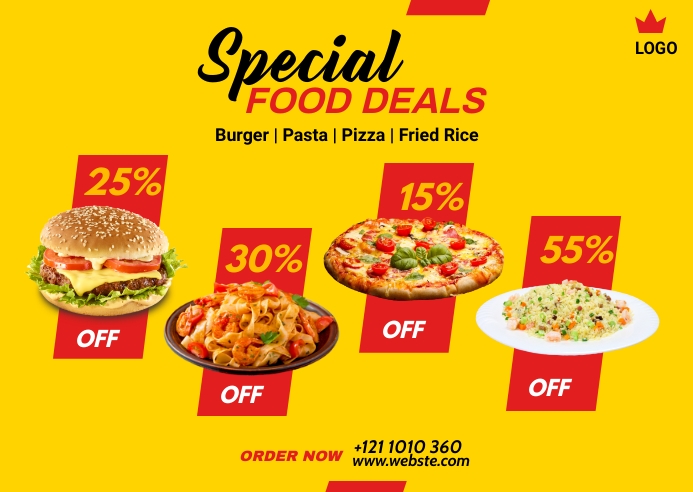 LOGO
Special
FOOD DEALS
Burger | Pasta | Pizza | Fried Rice
25%
OFF
30%
OFF
15%
OFF
55%
OFF
ORDER NOW
+121 1010 360
www.webste.com